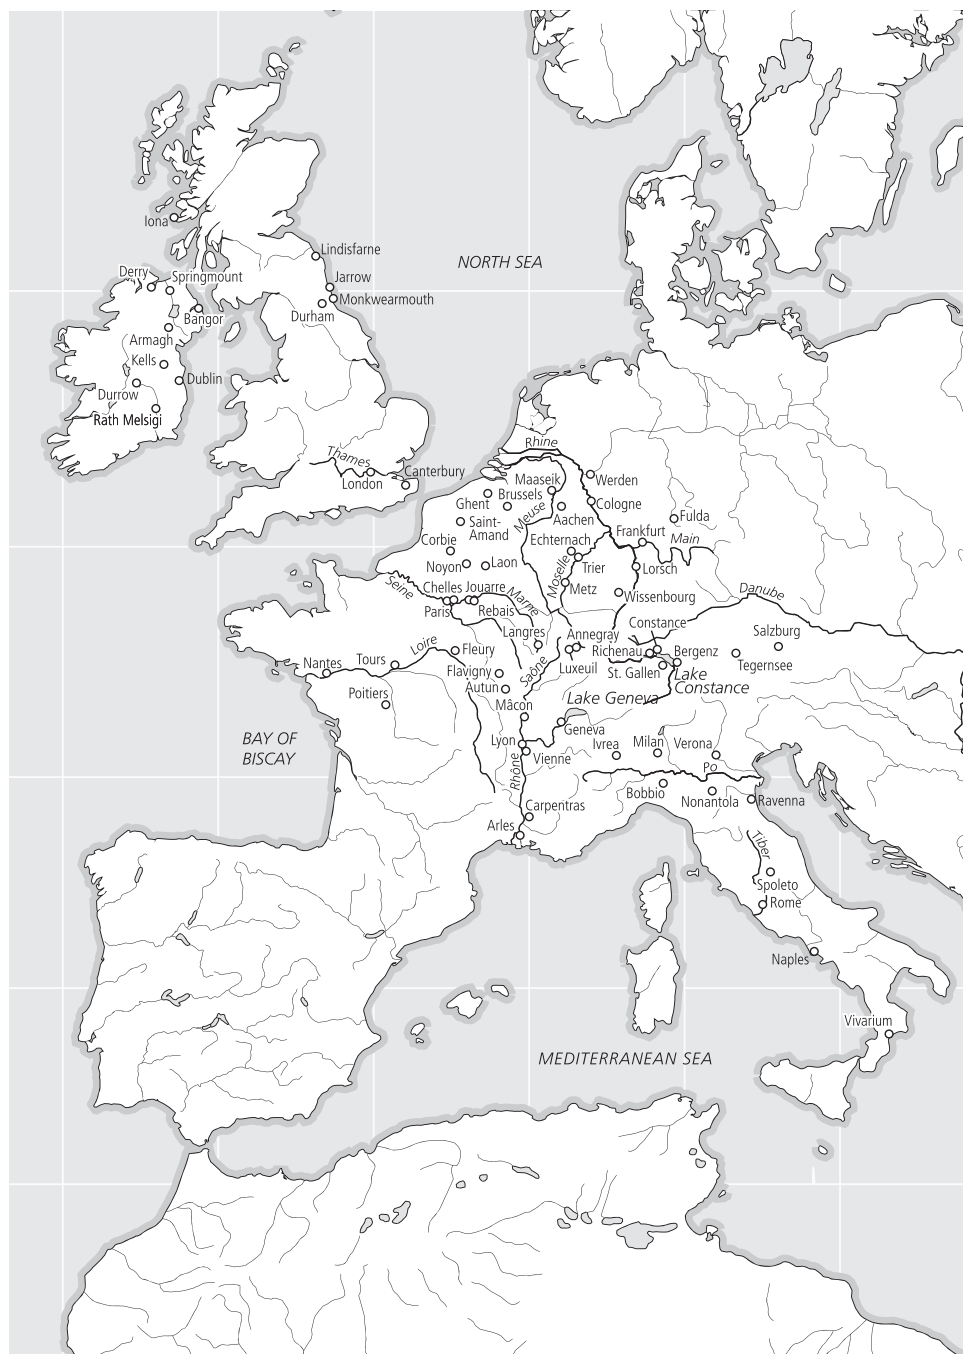 Iona
Lindisfarne
NORTH SEA
Derry
Springmount
Jarrow
Monkwearmouth
Bangor
Durham
Armagh
Kells
Dublin
Durrow
Rath Melsigi
Rhine
Thames
London
Canterbury
Maaseik
Werden
Ghent
Brussels
Cologne
Meuse
Saint-
Amand
Aachen
Fulda
Corbie
Echternach
Frankfurt
Main
Noyon
Laon
Trier
Lorsch
Moselle
Seine
Chelles
Jouarre
Marne
Metz
Wissenbourg
Danube
Paris
Rebais
Langres
Annegray
Constance
Salzburg
Loire
Fleury
Richenau
Bergenz
Nantes
Tours
Luxeuil
St. Gallen
Tegernsee
Flavigny
Saône
Lake
Constance
Autun
Poitiers
Mâcon
Lake Geneva
BAY OF
BISCAY
Geneva
Lyon
Ivrea
Milan
Verona
Vienne
Rhône
Po
Bobbio
Nonantola
Ravenna
Carpentras
Arles
Tiber
Spoleto
Rome
Naples
Vivarium
MEDITERRANEAN SEA